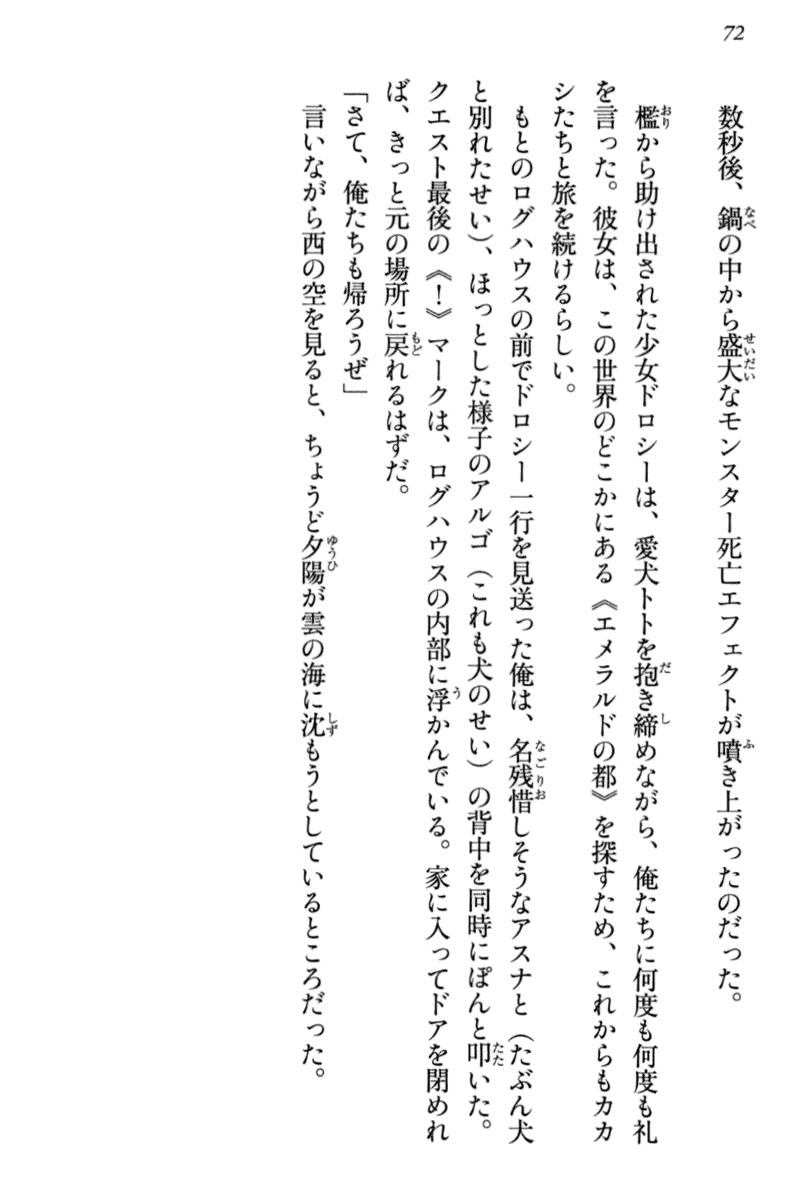 72
数秒後、鍋の中から盛大なモンスター死亡エフェクトが噴き上がったのだった。
檻から助け出された少女ドロシーは、愛犬トトを抱き締めながら、俺たちに何度も何度も礼
を言った。彼女は、この世界のどこかにある《エメラルドの都》を探すため、これからもカカ
シたちと旅を続けるらしい。
もとのログハウスの前でドロシー一行を見送った俺は、名残惜しそうなアスナと（たぶん犬
と別れたせい）、ほっとした様子のアルゴ（これも犬のせい）の背中を同時にぽんと叩いた。
クエスト最後の《！》マークは、ログハウスの内部に浮かんでいる。家に入ってドアを閉めれ
ば、きっと元の場所に戻れるはずだ。
「さて、俺たちも帰ろうぜ」
言いながら西の空を見ると、ちょうど夕陽が雲の海に沈もうとしているところだった。